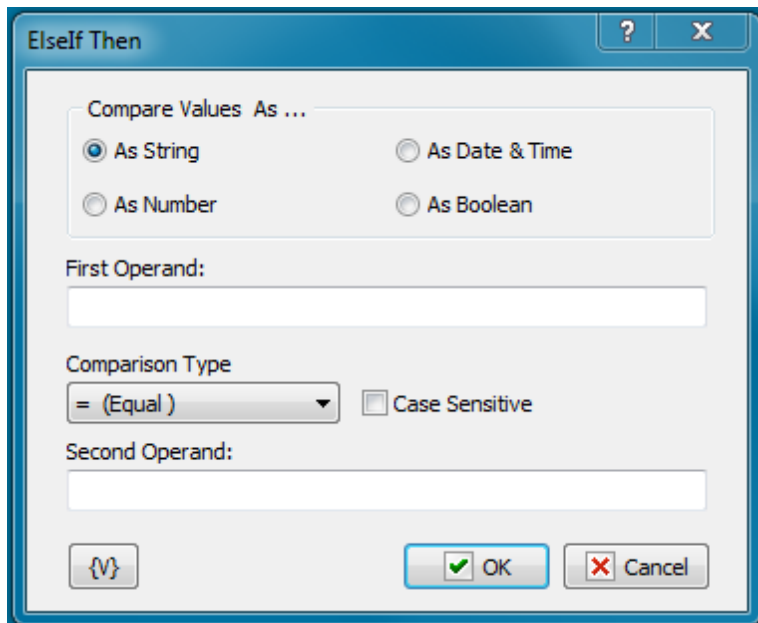 ElseIf Then
Compare Values As ...
As String As Date & Time
As Number As Boolean
First Operand:
Comparison Type
= (Equal ) Case Sensitive
Second Operand:
{V} OK Cancel